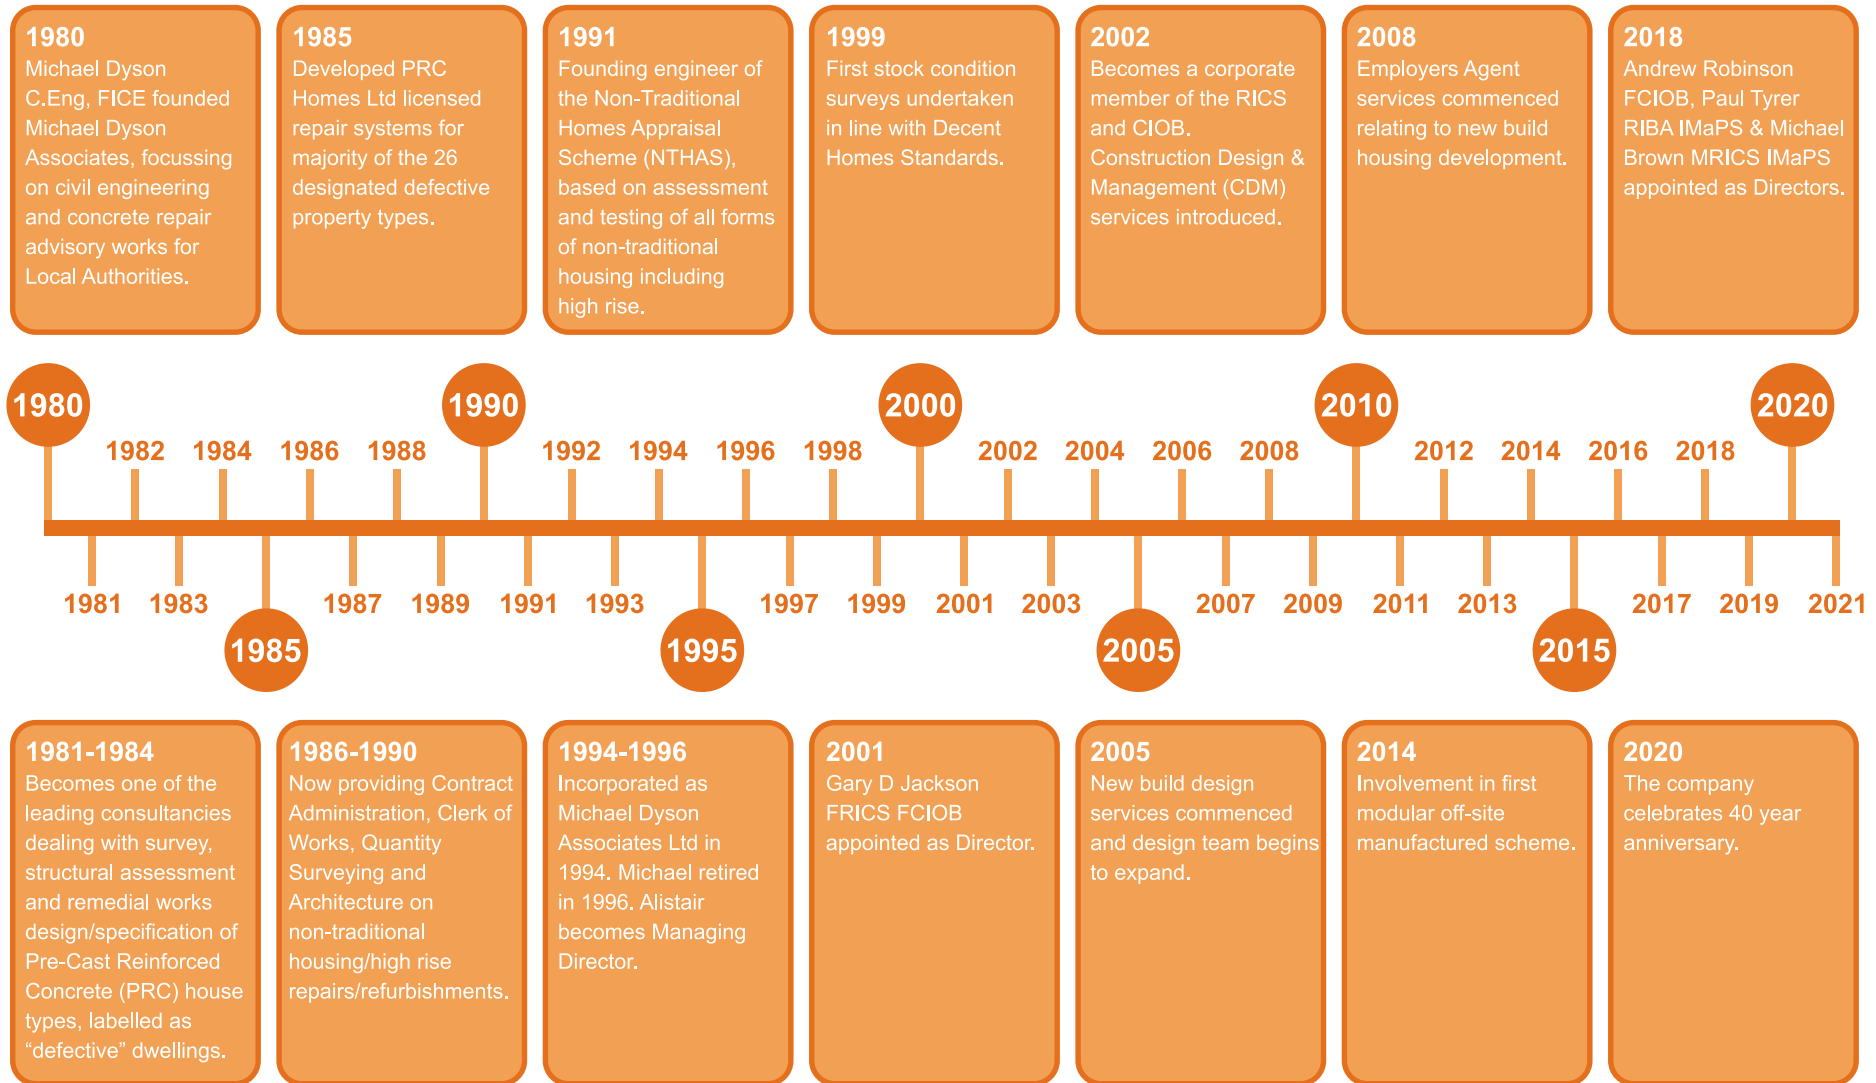 1980
Michael Dyson
C.Eng, FICE founded
Michael Dyson
Associates, focussing
on civil engineering
and concrete repair
advisory works for
Local Authorities.
1985
Developed PRC
Homes Ltd licensed
repair systems for
majority of the 26
designated defective
property types.
1991
Founding engineer of
the Non-Traditional
Homes Appraisal
Scheme (NTHAS),
based on assessment
and testing of all forms
of non-traditional
housing including
high rise.
1999
First stock condition
surveys undertaken
in line with Decent
Homes Standards.
2002
Becomes a corporate
member of the RICS
and CIOB.
Construction Design &
Management (CDM)
services introduced.
2008
Employers Agent
services commenced
relating to new build
housing development.
2018
Andrew Robinson
FCIOB, Paul Tyrer
RIBA IMaPS & Michael
Brown MRICS IMaPS
appointed as Directors.
1980 1990 2000 2010 2020
1982 1984 1986 1988 1992 1994 1996 1998 2002 2004 2006 2008 2012 2014 2016 2018
1981 1983 1987 1989 1991 1993 1997 1999 2001 2003 2007 2009 2011 2013 2017 2019 2021
1985 1995 2005 2015
1981-1984
Becomes one of the
leading consultancies
dealing with survey,
structural assessment
and remedial works
design/specification of
Pre-Cast Reinforced
Concrete (PRC) house
types, labelled as
“defective” dwellings.
1986-1990
Now providing Contract
Administration, Clerk of
Works, Quantity
Surveying and
Architecture on
non-traditional
housing/high rise
repairs/refurbishments.
1994-1996
Incorporated as
Michael Dyson
Associates Ltd in
1994. Michael retired
in 1996. Alistair
becomes Managing
Director.
2001
Gary D Jackson
FRICS FCIOB
appointed as Director.
2005
New build design
services commenced
and design team begins
to expand.
2014
Involvement in first
modular off-site
manufactured scheme.
2020
The company
celebrates 40 year
anniversary.